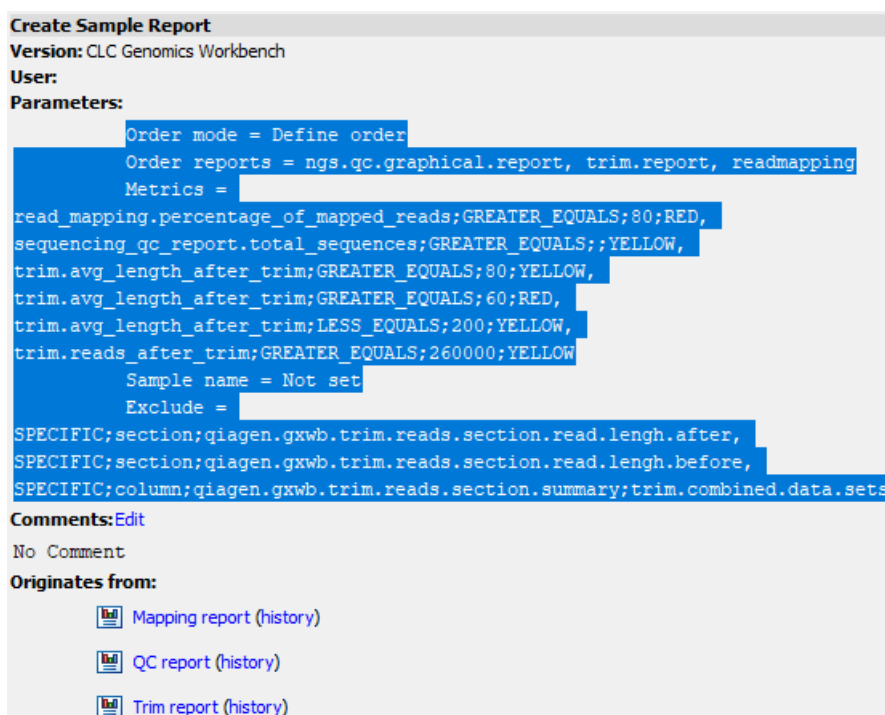 Create Sample Report
Version: CLC Genomics Workbench
User:
Parameters:
Order mode = Define order
Order reports = ngs.qc.graphical.report, trim.report, readmapping
Metrics =
read_mapping.percentage_of_mapped_reads;GREATER_EQUALS;80;RED,
sequencing_qc_report.total_sequences;GREATER_EQUALS;;YELLOW,
trim.avg_length_after_trim;GREATER_EQUALS;80;YELLOW,
trim.avg_length_after_trim;GREATER_EQUALS;60;RED,
trim.avg_length_after_trim;LESS_EQUALS;200;YELLOW,
trim.reads_after_trim;GREATER_EQUALS;260000;YELLOW
Sample name = Not set
Exclude =
SPECIFIC;section;qiagen.gxwb.trim.reads.section.read.lengh.after,
SPECIFIC;section;qiagen.gxwb.trim.reads.section.read.lengh.before,
SPECIFIC;column;qiagen.gxwb.trim.reads.section.summary;trim.combined.data.sets
Comments: Edit
No Comment
Originates from:
Mapping report (history)
QC report (history)
Trim report (history)